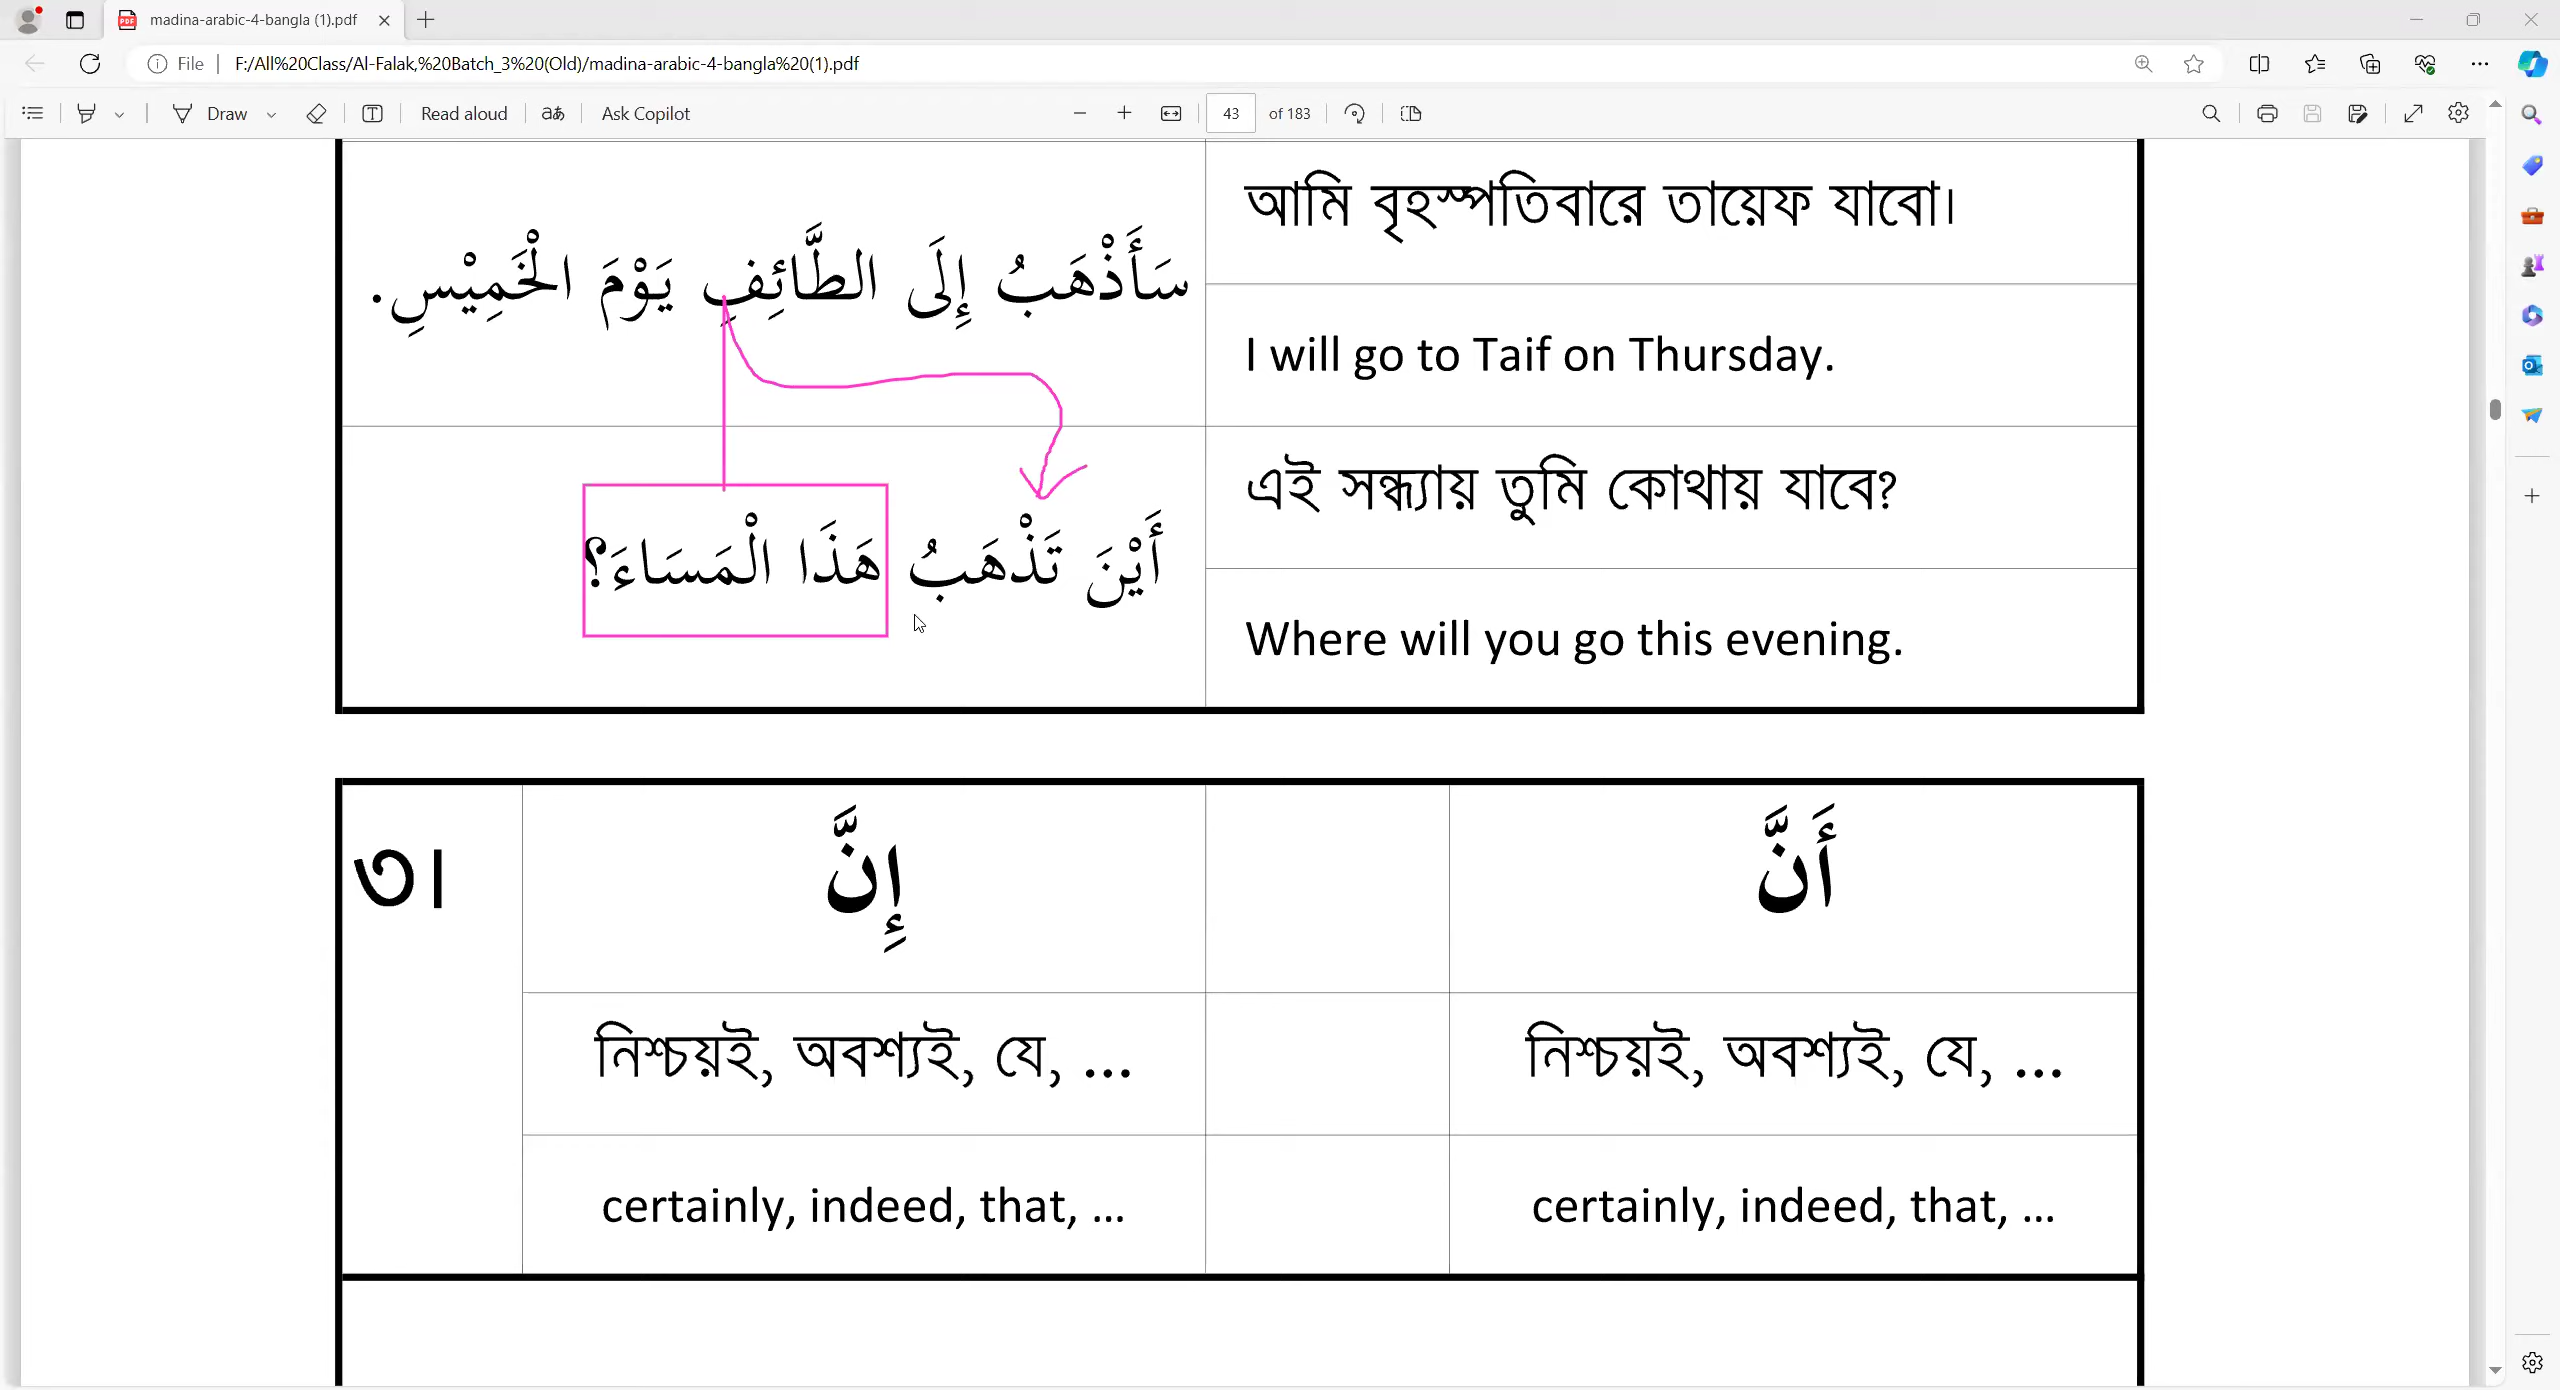 madina-arabic-4-bangla (1).pdf
File
F:/All%20Class/Al-Falak,%20Batch_3%20(Old)/madina-arabic-4-bangla%20(1).pdf
Draw
Read aloud
aあ
Ask Copilot
43 of 183
سَأَذْهَبُ إِلَى الطَّائِفِ يَوْمَ الْخَمِيْسِ.
আমি বৃহস্পতিবারে তায়েফ যাবো।
I will go to Taif on Thursday.
أَيْنَ تَذْهَبُ هَذَا الْمَسَاءَ؟
এই সন্ধ্যায় তুমি কোথায় যাবে?
Where will you go this evening.
৩।
إِنَّ
أَنَّ
নিশ্চয়ই, অবশ্যই, যে, ...
নিশ্চয়ই, অবশ্যই, যে, ...
certainly, indeed, that, ...
certainly, indeed, that, ...